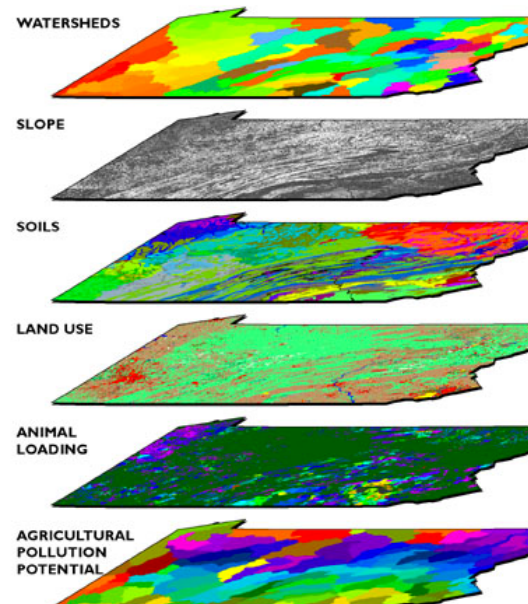 WATERSHEDS
SLOPE
SOILS
LAND USE
ANIMAL
LOADING
AGRICULTURAL
POLLUTION
POTENTIAL